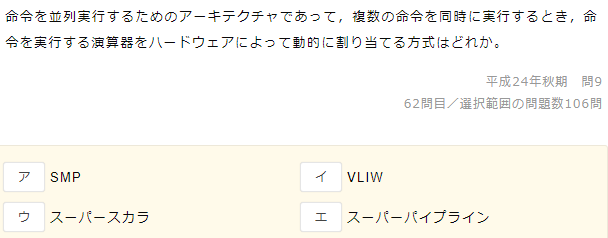 命令を並列実行するためのアーキテクチャであって，複数の命令を同時に実行するとき，命
令を実行する演算器をハードウェアによって動的に割り当てる方式はどれか。
平成24年秋期　問9
62問目／選択範囲の問題数106問
ア SMP イ VLIW
ウ スーパースカラ エ スーパーパイプライン